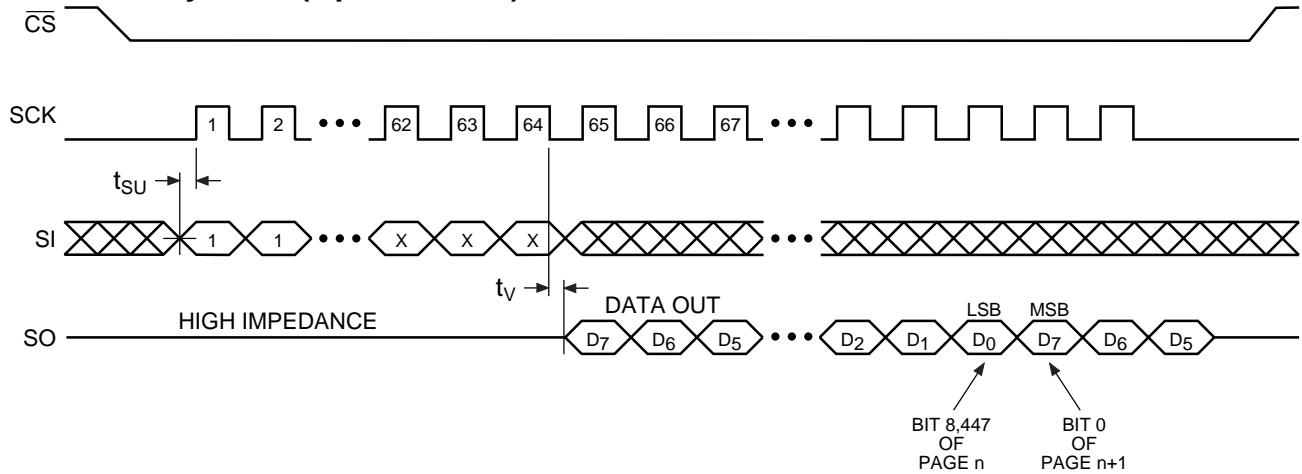 CS
SCK
1 2 ••• 62 63 64 65 66 67 •••
tSU
SI
1 1 ••• X X X •••
tV
DATA OUT
HIGH IMPEDANCE
LSB MSB
SO
D7 D6 D5 ••• D2 D1 D0 D7 D6 D5
BIT 8,447
OF
PAGE n
BIT 0
OF
PAGE n+1